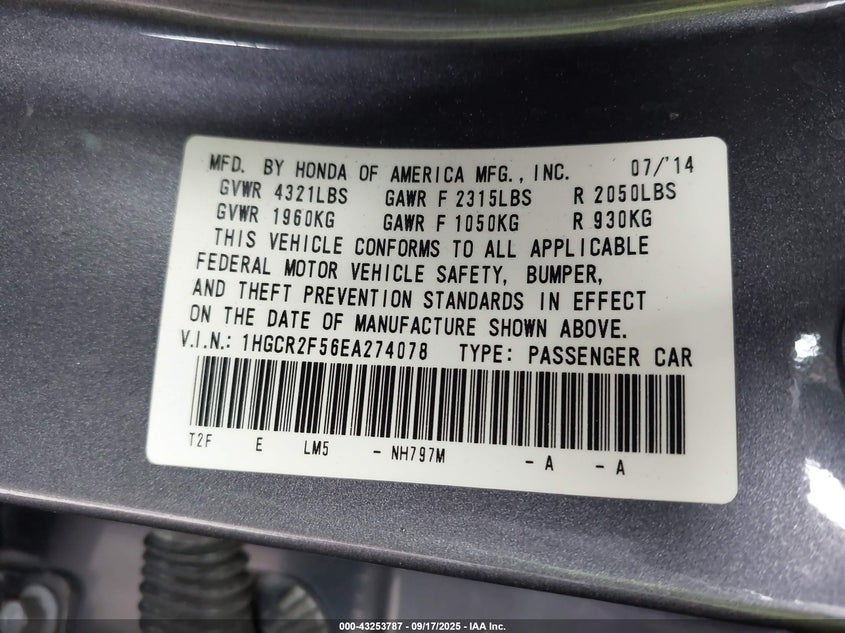 MFD. BY HONDA OF AMERICA MFG., INC. 07/'14
GVWR 4321LBS GAWR F 2315LBS R 2050LBS
GVWR 1960KG GAWR F 1050KG R 930KG
THIS VEHICLE CONFORMS TO ALL APPLICABLE
FEDERAL MOTOR VEHICLE SAFETY, BUMPER,
AND THEFT PREVENTION STANDARDS IN EFFECT
ON THE DATE OF MANUFACTURE SHOWN ABOVE.
V.I.N.: 1HGCR2F56EA274078 TYPE: PASSENGER CAR
T2F E LM5 - NH797M - A - A
000-43253787 - 09/17/2025 - IAA Inc.